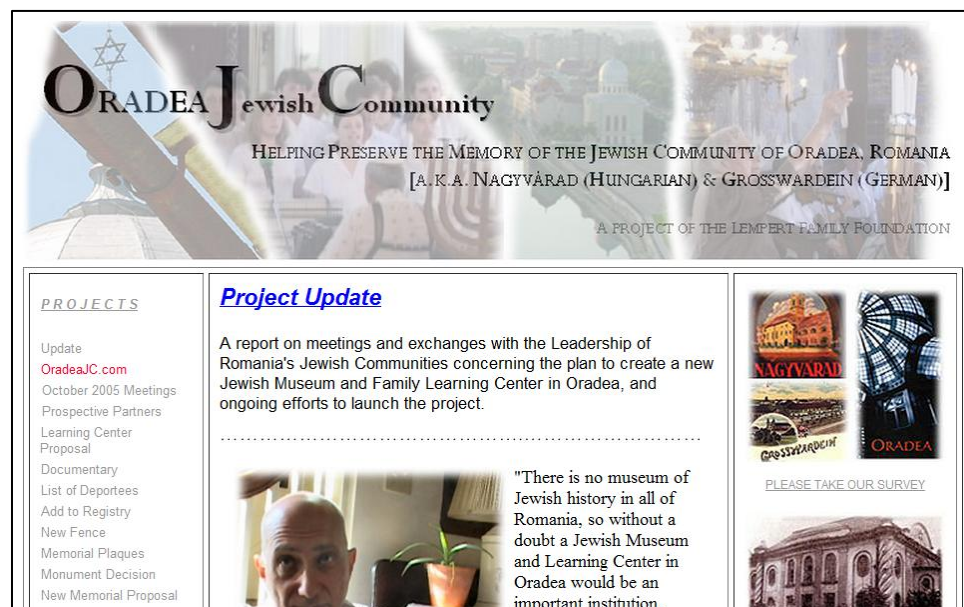 ORADEA Jewish Community
HELPING PRESERVE THE MEMORY OF THE JEWISH COMMUNITY OF ORADEA, ROMANIA
[A.K.A. NAGYVÁRAD (HUNGARIAN) & GROSSWARDEIN (GERMAN)]
A PROJECT OF THE LEMPERT FAMILY FOUNDATION
PROJECTS
Update
OradeaJC.com
October 2005 Meetings
Prospective Partners
Learning Center
Proposal
Documentary
List of Deportees
Add to Registry
New Fence
Memorial Plaques
Monument Decision
New Memorial Proposal
Project Update
A report on meetings and exchanges with the Leadership of
Romania's Jewish Communities concerning the plan to create a new
Jewish Museum and Family Learning Center in Oradea, and
ongoing efforts to launch the project.
"There is no museum of
Jewish history in all of
Romania, so without a
doubt a Jewish Museum
and Learning Center in
Oradea would be an
important institution
NAGYVÁRAD
GROSSWARDEIN
ORADEA
PLEASE TAKE OUR SURVEY